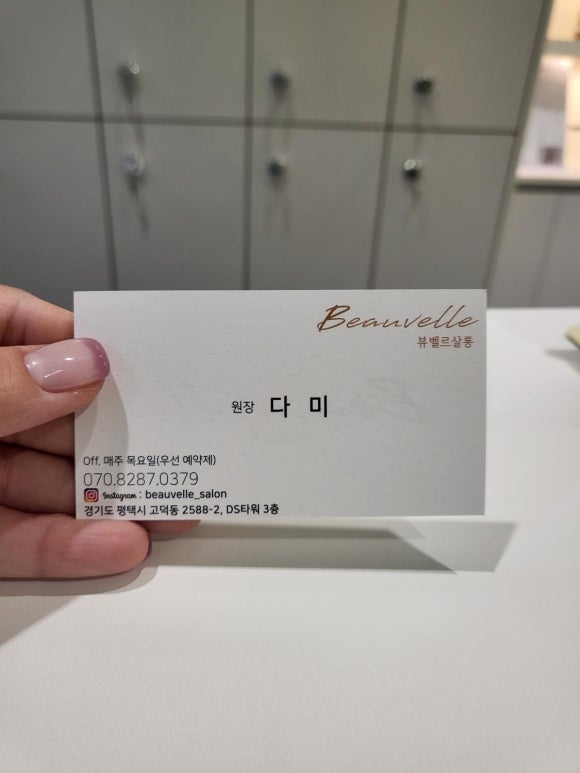 Beauvelle
뷰벨르살롱
원장 다 미
Off. 매주 목요일(우선 예약제)
070.8287.0379
Instagram : beauvelle_salon
경기도 평택시 고덕동 2588-2, DS타워 3층